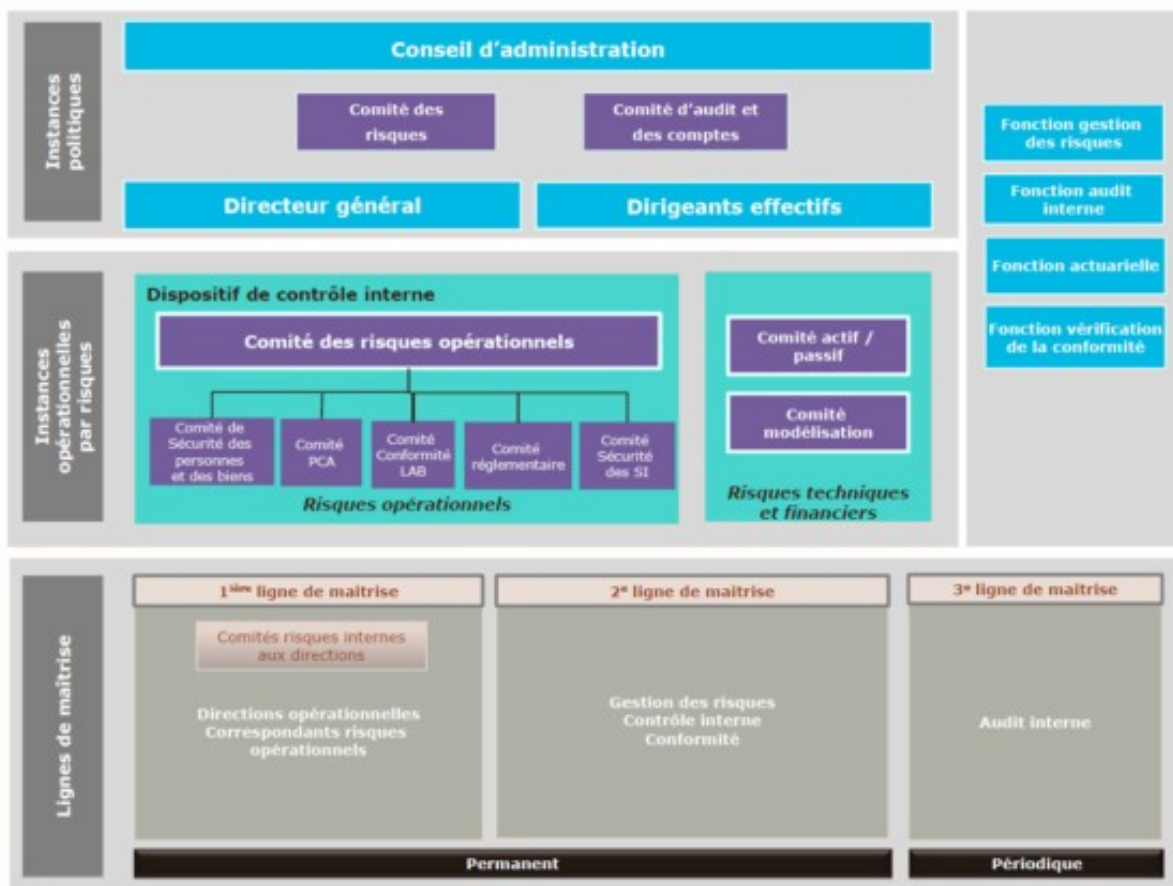 Instances
politiques
Conseil d'administration
Comité des
risques
Comité d'audit et
des comptes
Directeur général
Dirigeants effectifs
Fonction gestion
des risques
Fonction audit
interne
Fonction actuarielle
Fonction vérification
de la conformité
Instances
opérationnelles
par risques
Dispositif de contrôle interne
Comité des risques opérationnels
Comité de
Sécurité des
personnes
et des biens
Comité
PCA
Comité
Conformité
LAB
Comité
réglementaire
Comité
Sécurité
des SI
Risques opérationnels
Comité actif /
passif
Comité
modélisation
Risques techniques
et financiers
Lignes de maîtrise
1ière ligne de maîtrise
Comités risques internes
aux directions
Directions opérationnelles
Correspondants risques
opérationnels
2e ligne de maîtrise
Gestion des risques
Contrôle interne
Conformité
3e ligne de maîtrise
Audit interne
Permanent
Périodique